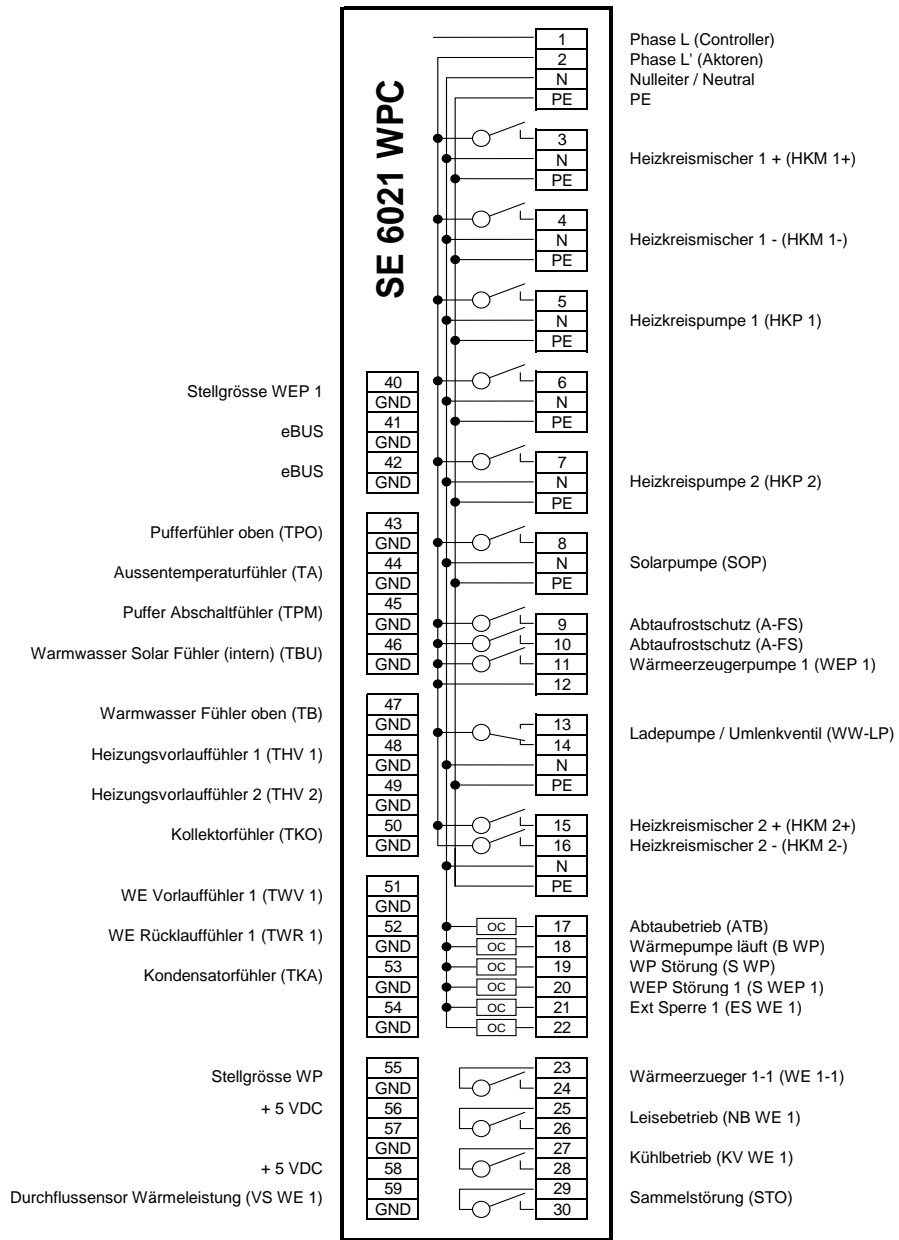 SE 6021 WPC
1 Phase L (Controller)
2 Phase L' (Aktoren)
N Nulleiter / Neutral
PE PE
3
N Heizkreismischer 1 + (HKM 1+)
PE
4
N Heizkreismischer 1 - (HKM 1-)
PE
5
N Heizkreispumpe 1 (HKP 1)
PE
6
N
PE
7
N Heizkreispumpe 2 (HKP 2)
PE
8
N Solarpumpe (SOP)
PE
9 Abtaufrostschutz (A-FS)
10 Abtaufrostschutz (A-FS)
11 Wärmeerzeugerpumpe 1 (WEP 1)
12
13
Ladepumpe / Umlenkventil (WW-LP)
14
N
PE
15 Heizkreismischer 2 + (HKM 2+)
16 Heizkreismischer 2 - (HKM 2-)
N
PE
OC 17 Abtaubetrieb (ATB)
OC 18 Wärmepumpe läuft (B WP)
OC 19 WP Störung (S WP)
OC 20 WEP Störung 1 (S WEP 1)
OC 21 Ext Sperre 1 (ES WE 1)
OC 22
23
Wärmeerzueger 1-1 (WE 1-1)
24
25
Leisebetrieb (NB WE 1)
26
27
Kühlbetrieb (KV WE 1)
28
29
Sammelstörung (STO)
30
40
Stellgrösse WEP 1
GND
41
eBUS
GND
42
eBUS
GND
43
Pufferfühler oben (TPO)
GND
44
Aussentemperaturfühler (TA)
GND
45
Puffer Abschaltfühler (TPM)
GND
46
Warmwasser Solar Fühler (intern) (TBU)
GND
47
Warmwasser Fühler oben (TB)
GND
48
Heizungsvorlauffühler 1 (THV 1)
GND
49
Heizungsvorlauffühler 2 (THV 2)
GND
50
Kollektorfühler (TKO)
GND
51
WE Vorlauffühler 1 (TWV 1)
GND
52
WE Rücklauffühler 1 (TWR 1)
GND
53
Kondensatorfühler (TKA)
GND
54
GND
55
Stellgrösse WP
GND
+ 5 VDC 56
57
GND
+ 5 VDC 58
Durchflussensor Wärmeleistung (VS WE 1) 59
GND